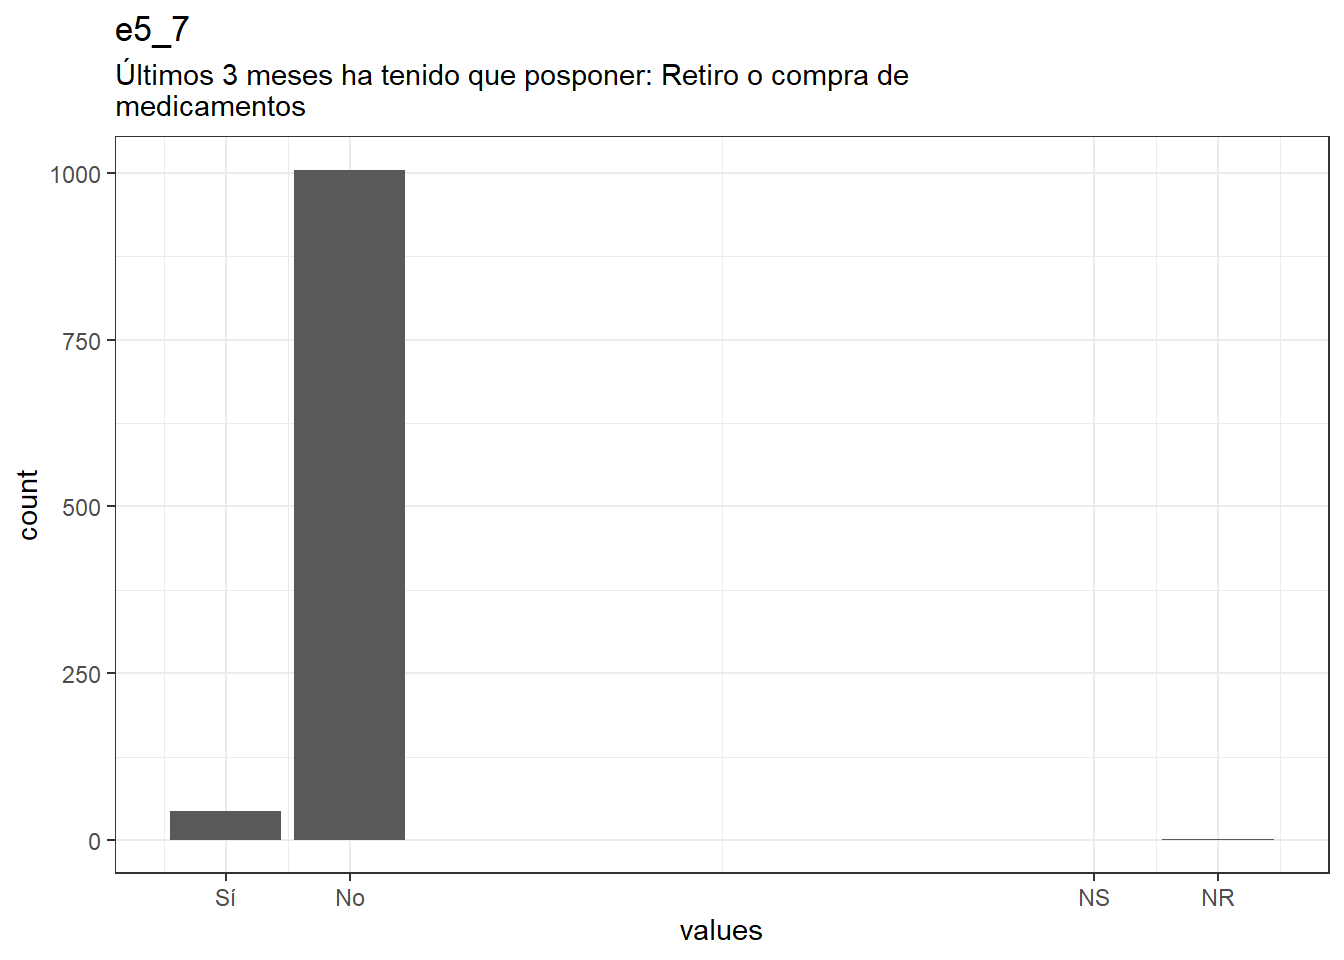 e5_7
Últimos 3 meses ha tenido que posponer: Retiro o compra de
medicamentos
1000
750
500
250
0
count
Sí No NS NR
values